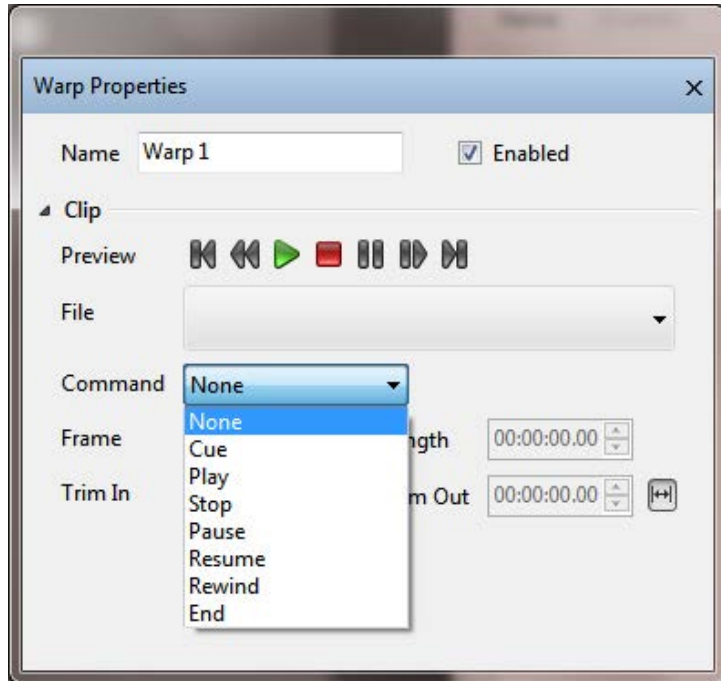 Warp Properties
Name Warp 1 Enabled
Clip
Preview
File
Command None
None
Cue
Play
Stop
Pause
Resume
Rewind
End
Frame 00:00:00.00
Trim In Out 00:00:00.00